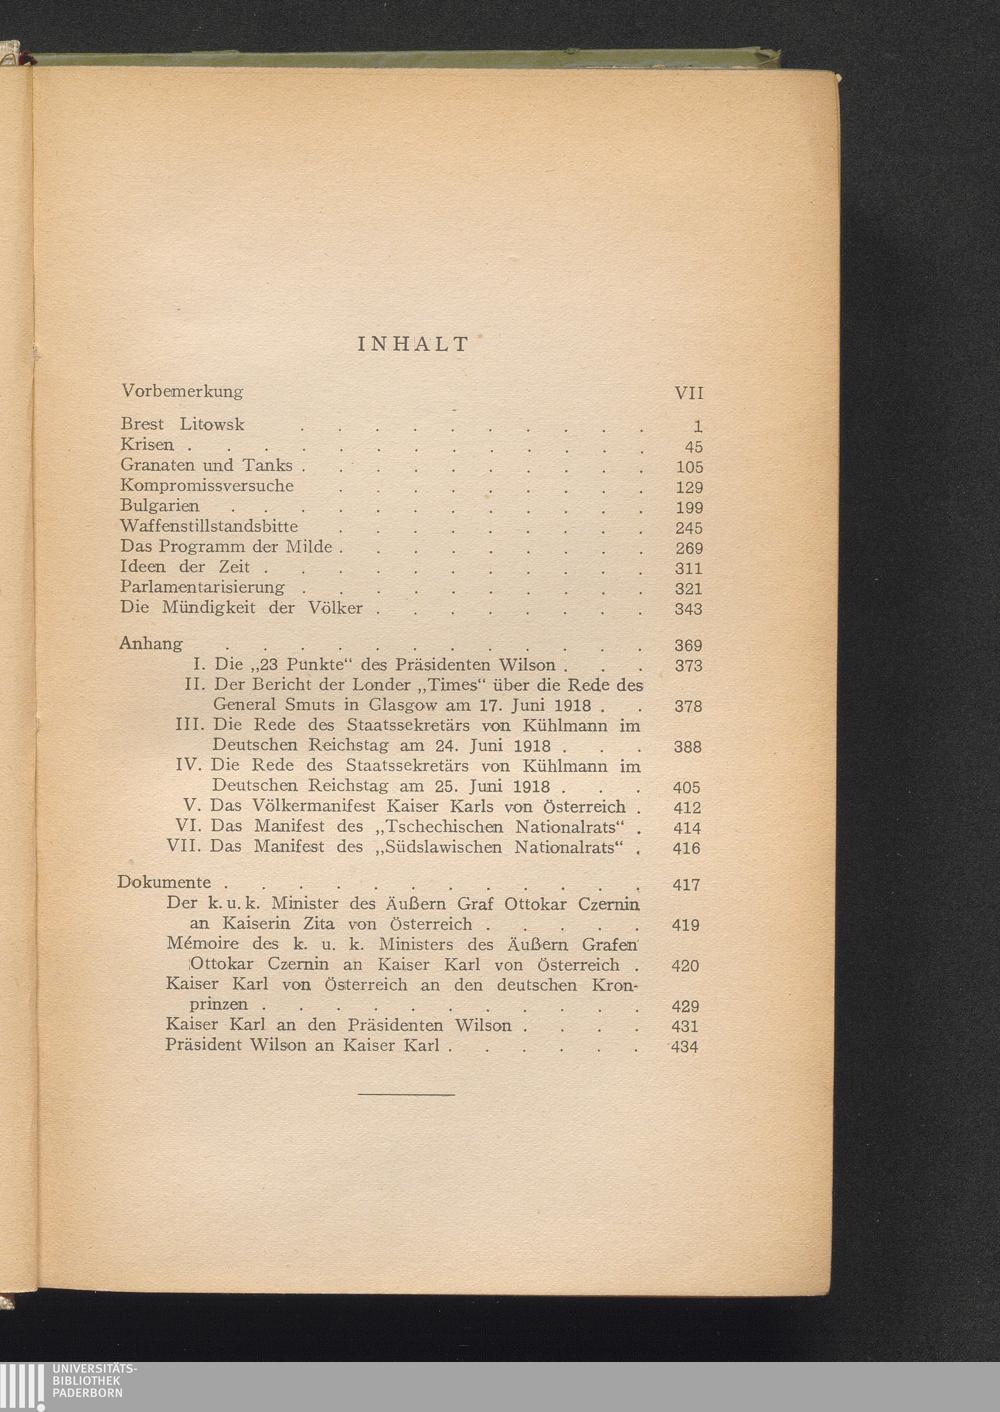 INHALT
Vorbemerkung VII
Brest Litowsk . . . . . . . . . . 1
Krisen . . . . . . . . . . . . . 45
Granaten und Tanks . . . . . . . . . . 105
Kompromissversuche . . . . . . . . . 129
Bulgarien . . . . . . . . . . . . 199
Waffenstillstandsbitte . . . . . . . . . 245
Das Programm der Milde . . . . . . . . . 269
Ideen der Zeit . . . . . . . . . . . 311
Parlamentarisierung . . . . . . . . . . 321
Die Mündigkeit der Völker . . . . . . . . 343
Anhang . . . . . . . . . . . . 369
I. Die „23 Punkte“ des Präsidenten Wilson . . . 373
II. Der Bericht der Londer „Times“ über die Rede des
General Smuts in Glasgow am 17. Juni 1918 . . 378
III. Die Rede des Staatssekretärs von Kühlmann im
Deutschen Reichstag am 24. Juni 1918 . . . 388
IV. Die Rede des Staatssekretärs von Kühlmann im
Deutschen Reichstag am 25. Juni 1918 . . . 405
V. Das Völkermanifest Kaiser Karls von Österreich . 412
VI. Das Manifest des „Tschechischen Nationalrats“ . 414
VII. Das Manifest des „Südslawischen Nationalrats“ . 416
Dokumente . . . . . . . . . . . . 417
Der k. u. k. Minister des Äußern Graf Ottokar Czernin
an Kaiserin Zita von Österreich . . . . . 419
Mémoire des k. u. k. Ministers des Äußern Grafen
Ottokar Czernin an Kaiser Karl von Österreich . 420
Kaiser Karl von Österreich an den deutschen Kron-
prinzen . . . . . . . . . . . 429
Kaiser Karl an den Präsidenten Wilson . . . . 431
Präsident Wilson an Kaiser Karl . . . . . . 434
UNIVERSITÄTS-
BIBLIOTHEK
PADERBORN